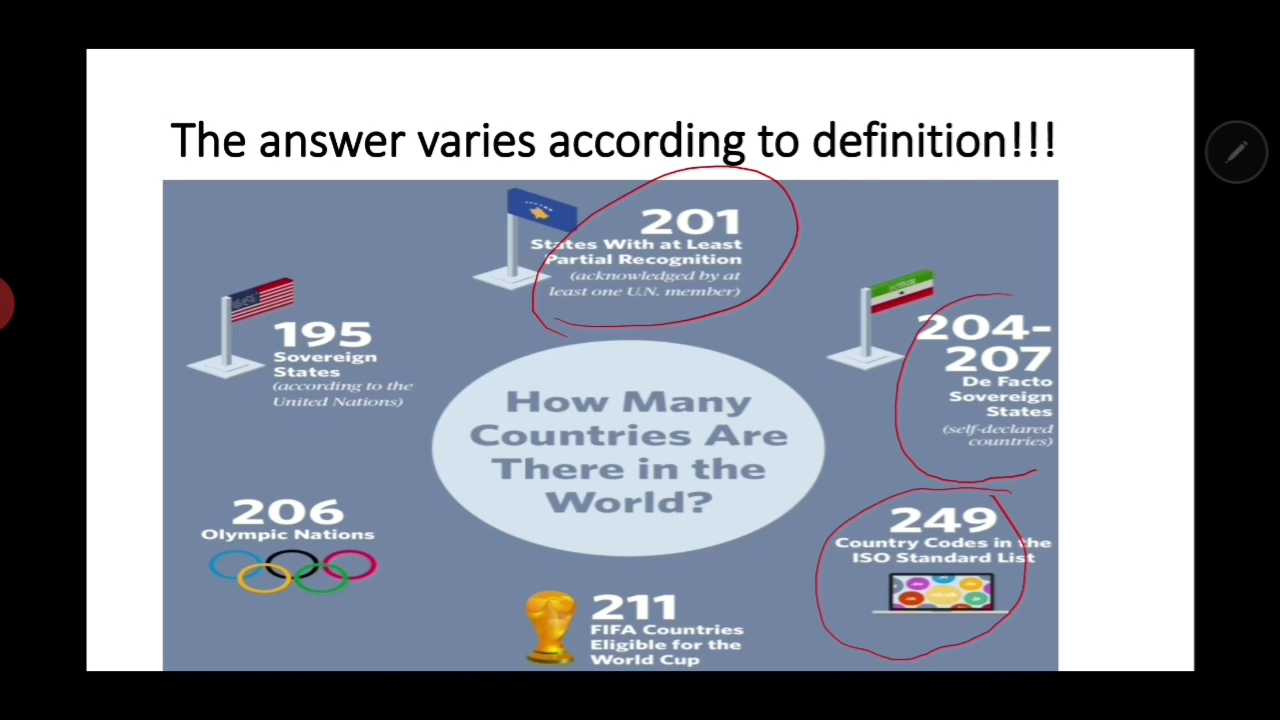 The answer varies according to definition!!!
201
States With at Least
Partial Recognition
(acknowledged by at
least one U.N. member)
195
Sovereign
States
(according to the
United Nations)
204-
207
De Facto
Sovereign
States
(self-declared
countries)
How Many
Countries Are
There in the
World?
206
Olympic Nations
249
Country Codes in the
ISO Standard List
211
FIFA Countries
Eligible for the
World Cup